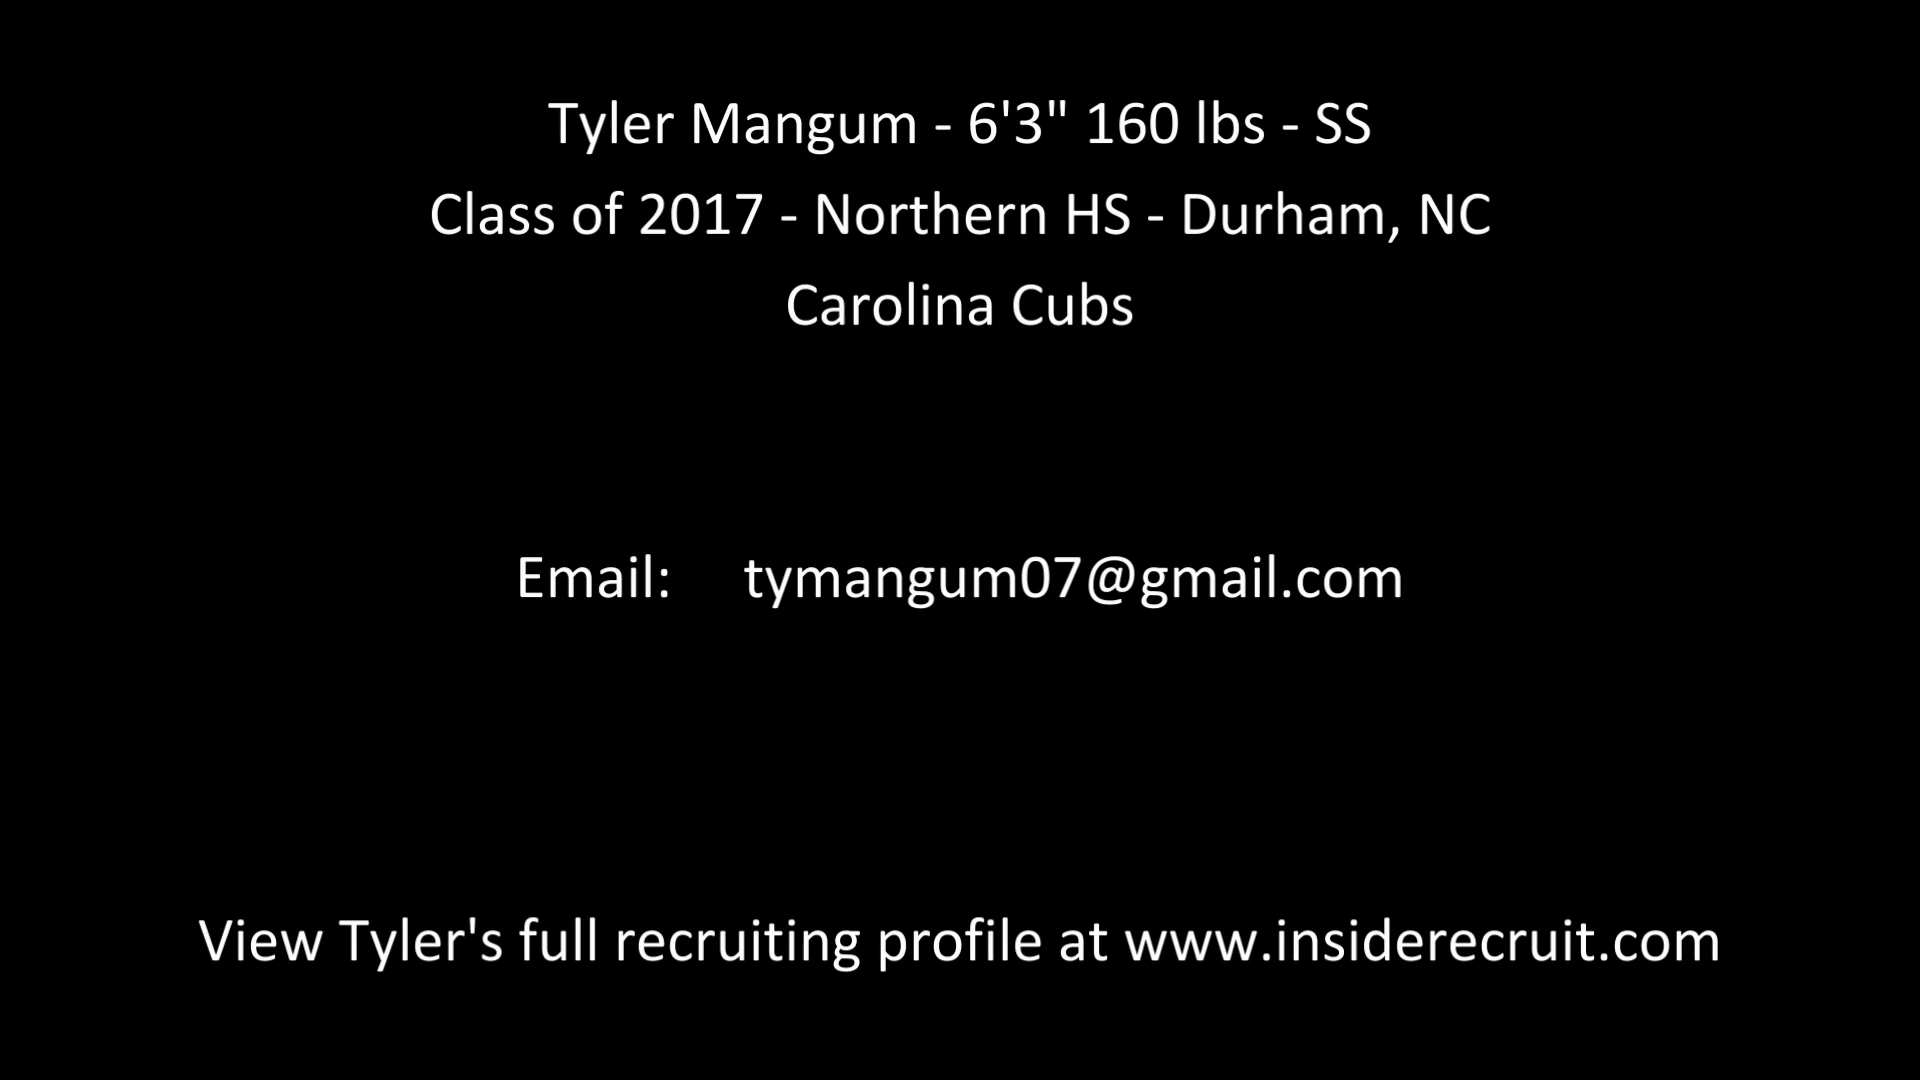 Tyler Mangum - 6'3" 160 lbs - SS
Class of 2017 - Northern HS - Durham, NC
Carolina Cubs
Email: tymangum07@gmail.com
View Tyler's full recruiting profile at www.insiderecruit.com